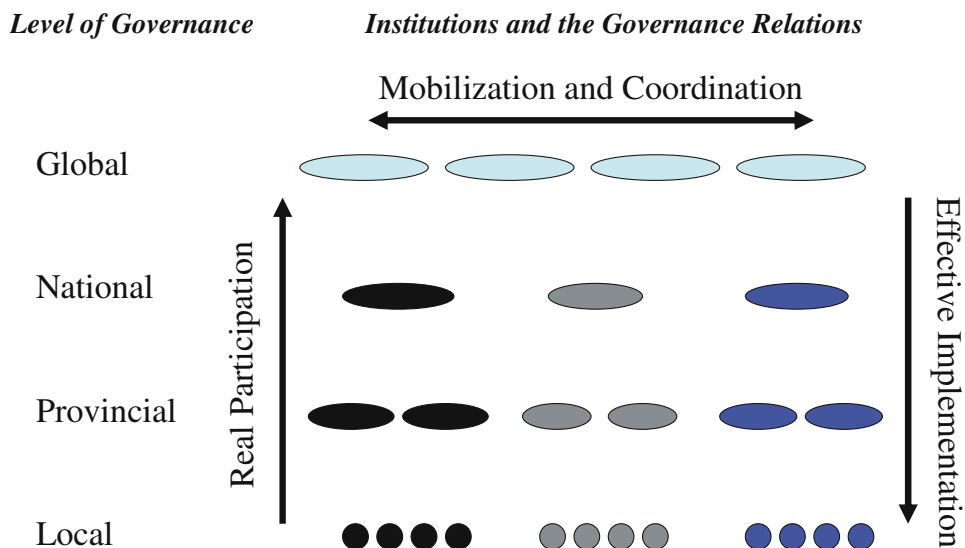 Level of Governance
Institutions and the Governance Relations
Mobilization and Coordination
Global
National
Provincial
Local
Real Participation
Effective Implementation